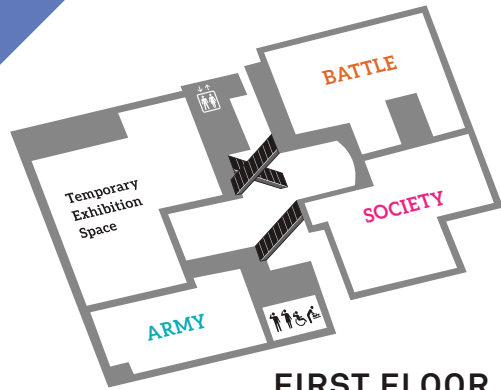 BATTLE
Temporary
Exhibition
Space
SOCIETY
ARMY
FIRST FLOOR